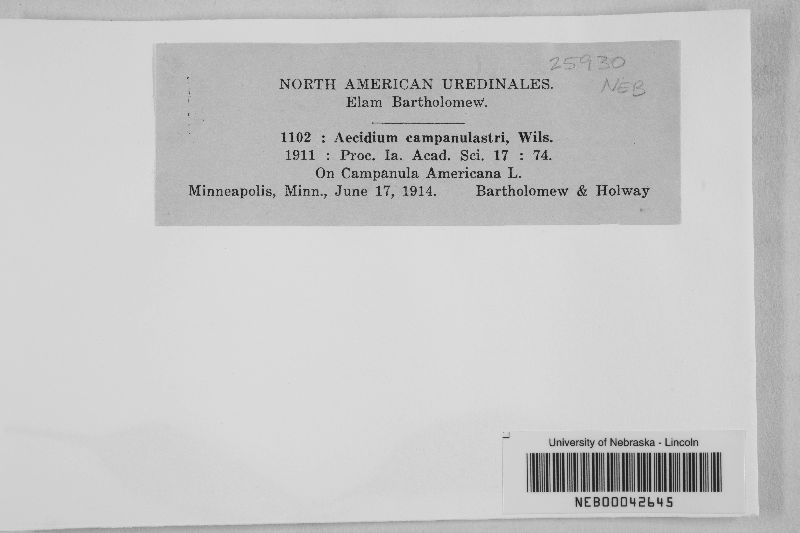 25930
NEB
NORTH AMERICAN UREDINALES.
Elam Bartholomew.
1102 : Aecidium campanulastri, Wils.
1911 : Proc. Ia. Acad. Sci. 17 : 74.
On Campanula Americana L.
Minneapolis, Minn., June 17, 1914. Bartholomew & Holway
University of Nebraska - Lincoln
NEB00042645